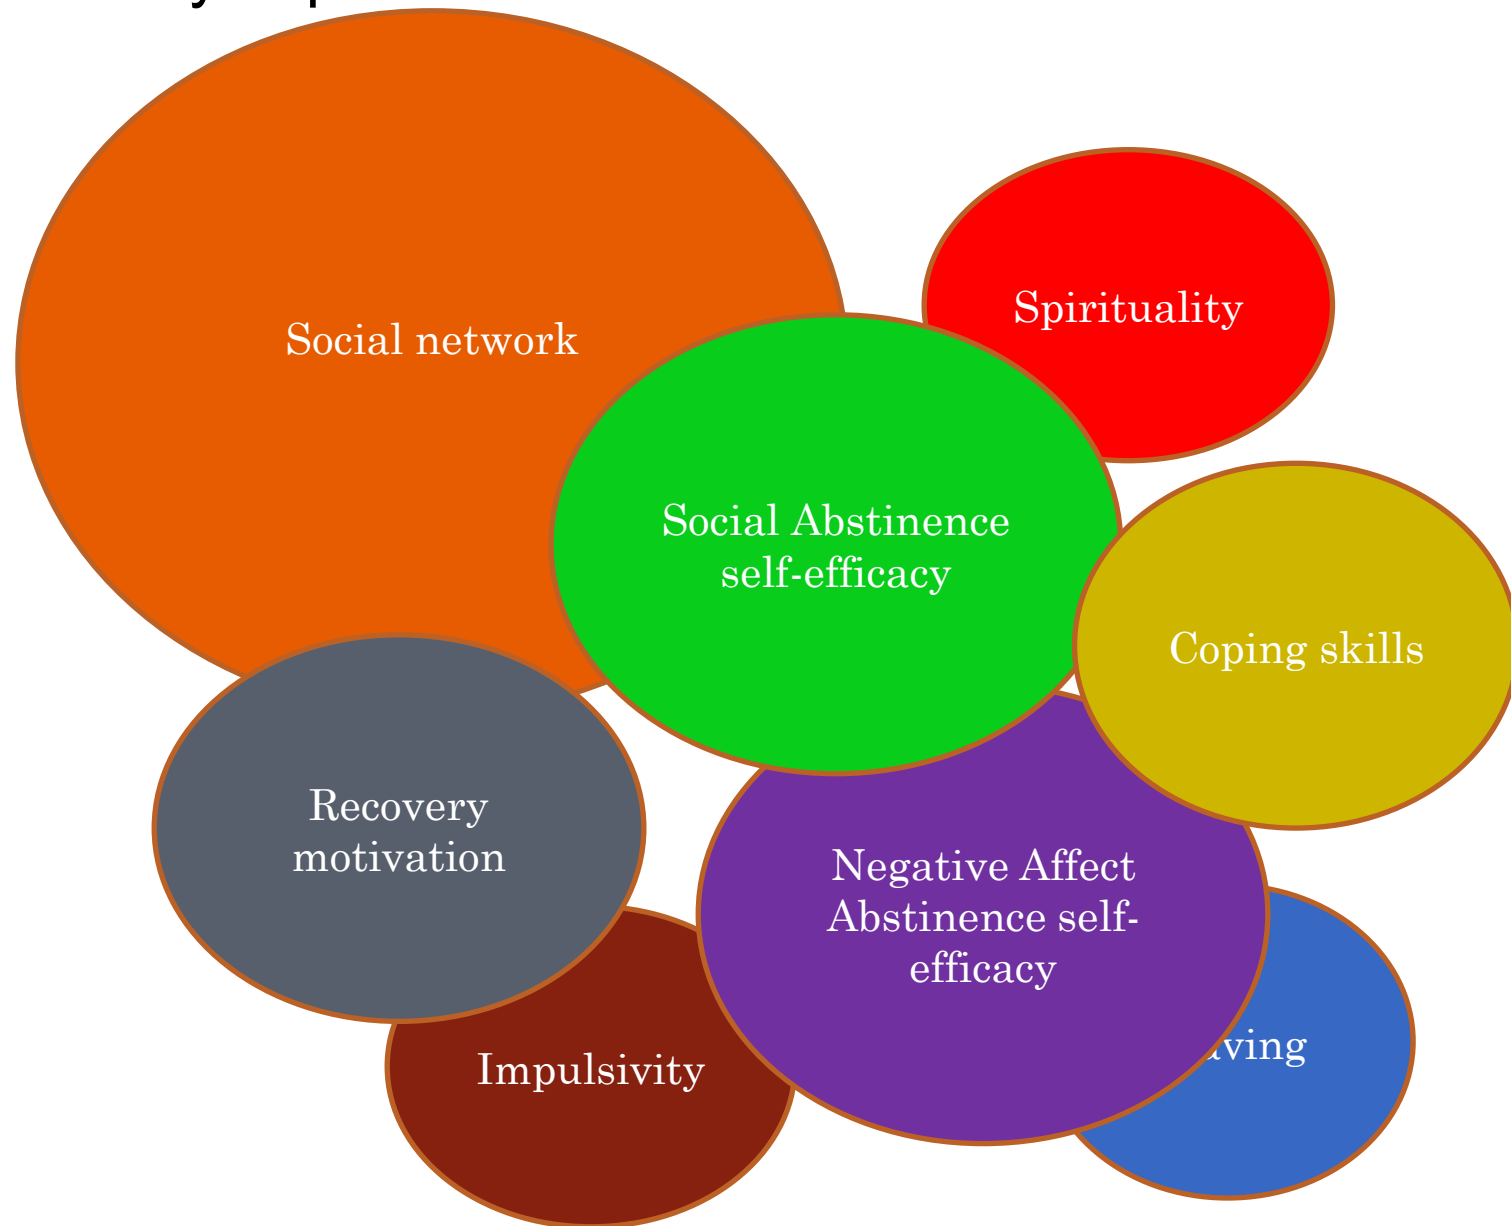 Spirituality
Social network
Social Abstinence
self-efficacy
Coping skills
Recovery
motivation
Negative Affect
Abstinence self-
efficacy
Impulsivity